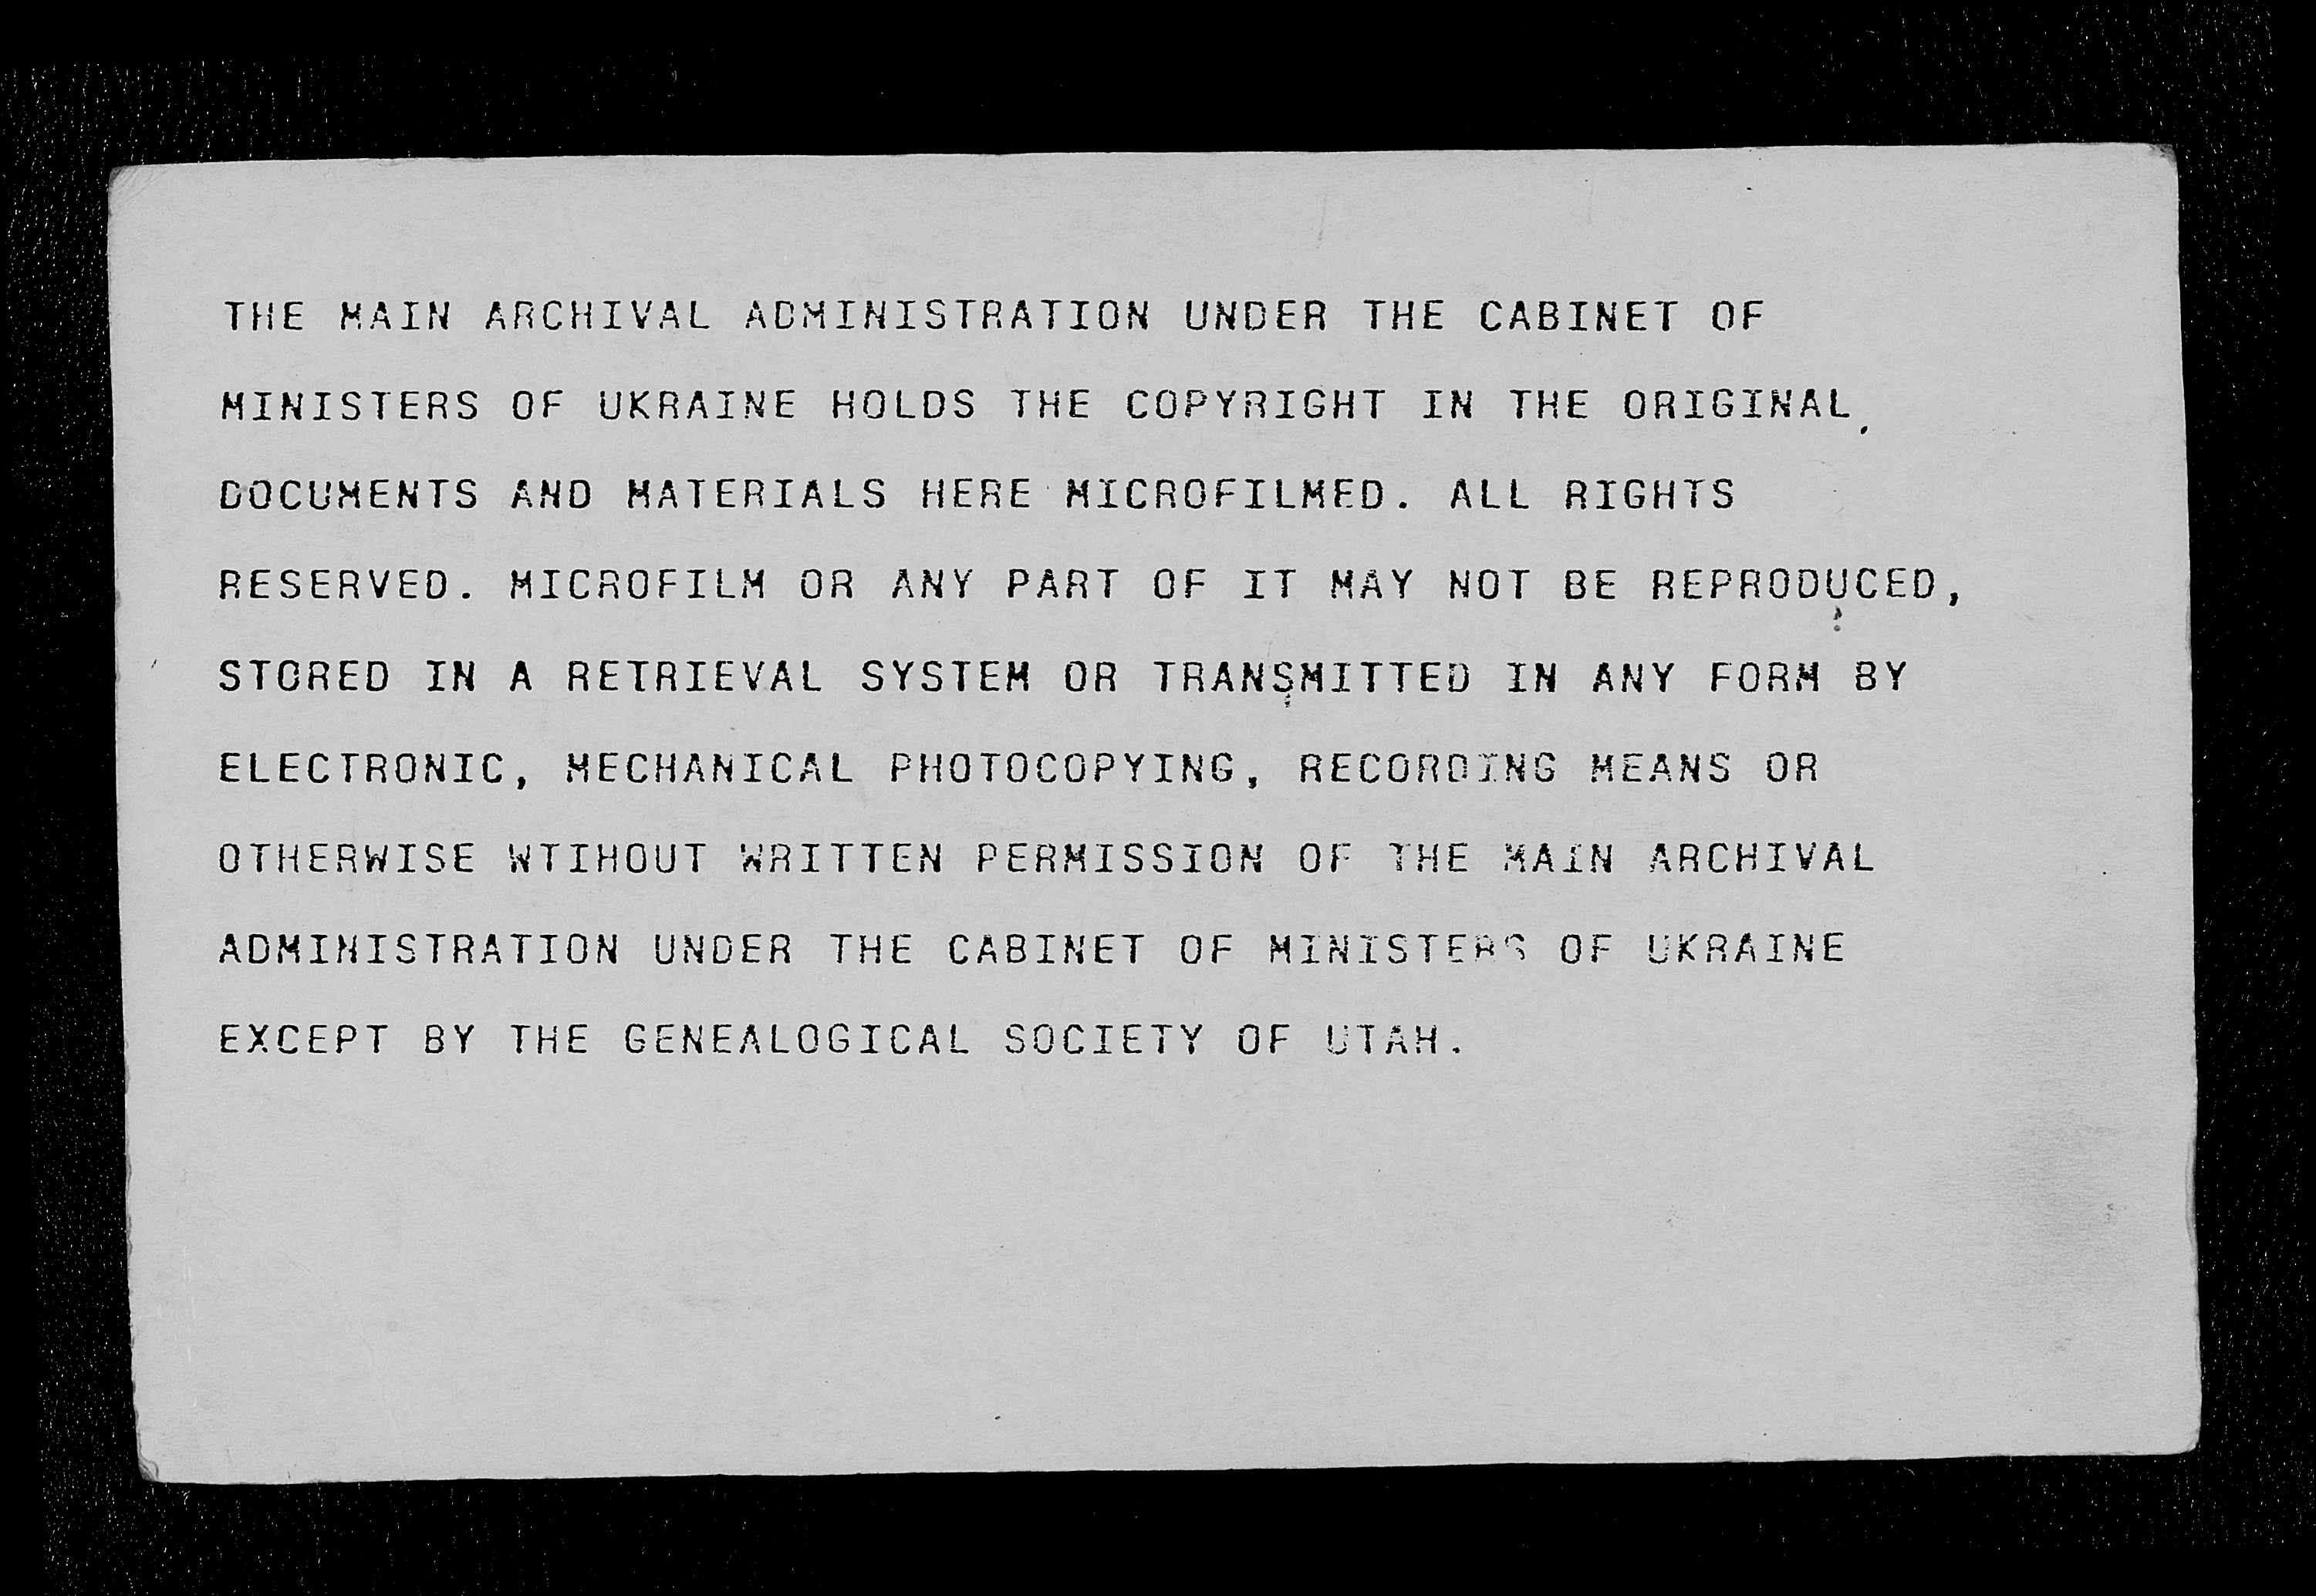 THE MAIN ARCHIVAL ADMINISTRATION UNDER THE CABINET OF
MINISTERS OF UKRAINE HOLDS THE COPYRIGHT IN THE ORIGINAL
DOCUMENTS AND MATERIALS HERE MICROFILMED. ALL RIGHTS
RESERVED. MICROFILM OR ANY PART OF IT MAY NOT BE REPRODUCED,
STORED IN A RETRIEVAL SYSTEM OR TRANSMITTED IN ANY FORM BY
ELECTRONIC, MECHANICAL PHOTOCOPYING, RECORDING MEANS OR
OTHERWISE WTIHOUT WRITTEN PERMISSION OF THE MAIN ARCHIVAL
ADMINISTRATION UNDER THE CABINET OF MINISTERS OF UKRAINE
EXCEPT BY THE GENEALOGICAL SOCIETY OF UTAH.